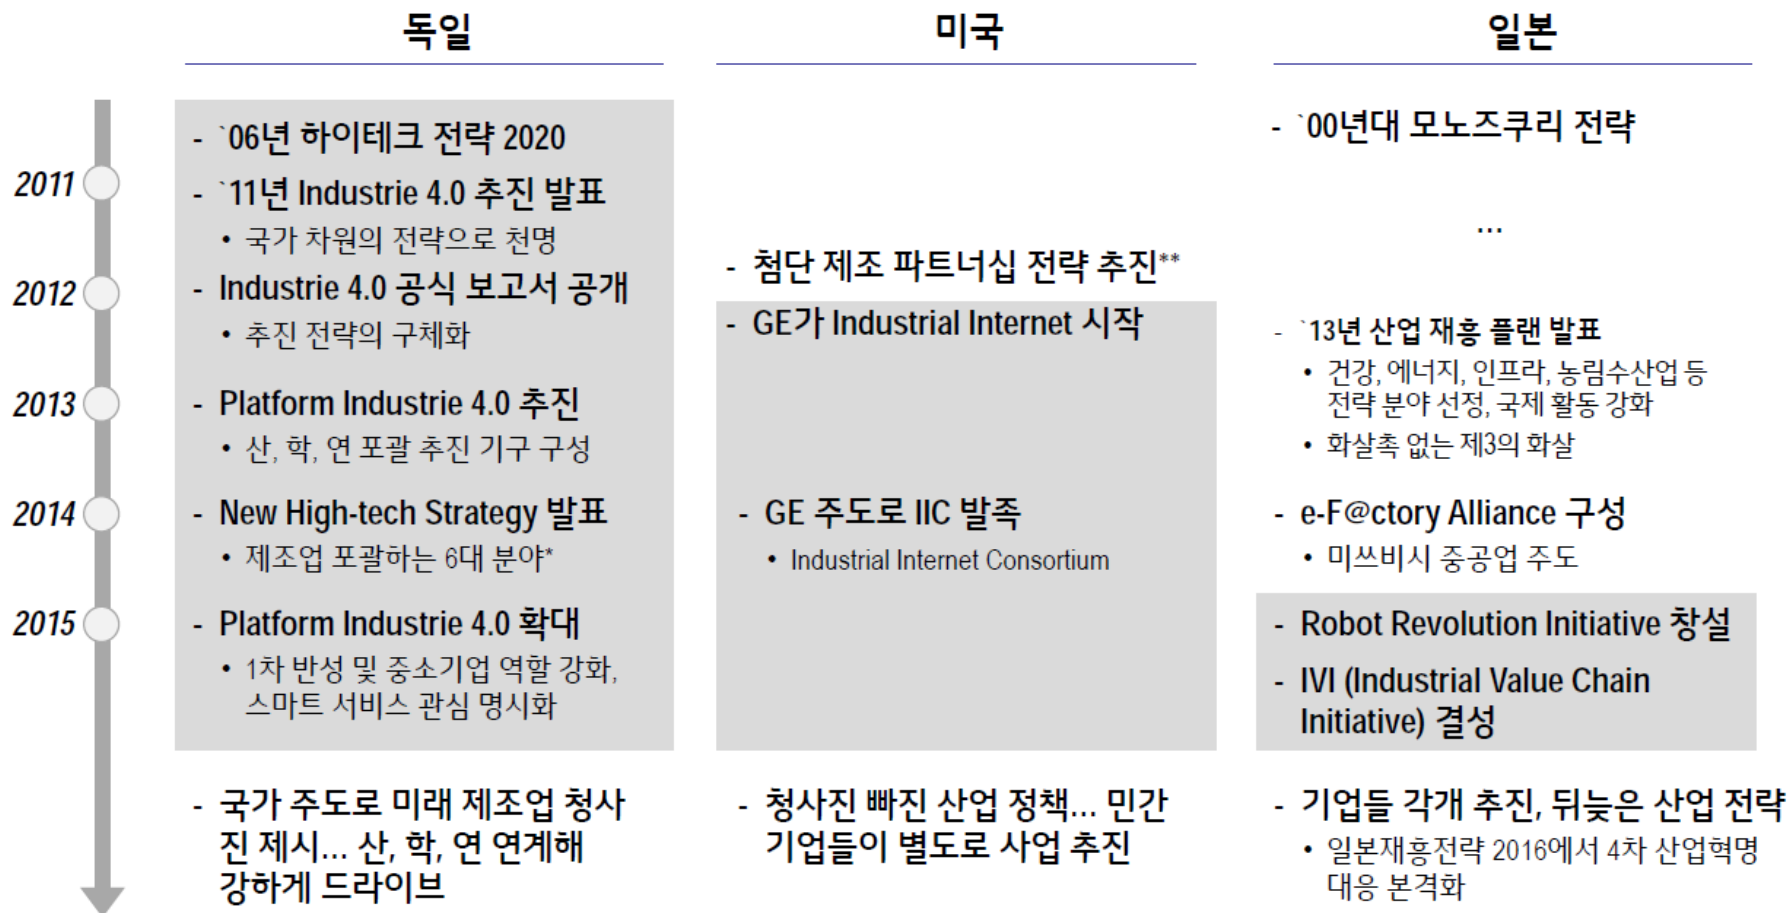 독일
미국
일본
2011
2012
2013
2014
2015
- `06년 하이테크 전략 2020
- `11년 Industrie 4.0 추진 발표
• 국가 차원의 전략으로 천명
- Industrie 4.0 공식 보고서 공개
• 추진 전략의 구체화
- Platform Industrie 4.0 추진
• 산, 학, 연 포괄 추진 기구 구성
- New High-tech Strategy 발표
• 제조업 포괄하는 6대 분야*
- Platform Industrie 4.0 확대
• 1차 반성 및 중소기업 역할 강화,
스마트 서비스 관심 명시화
- 국가 주도로 미래 제조업 청사
진 제시... 산, 학, 연 연계해
강하게 드라이브
- 첨단 제조 파트너십 전략 추진**
- GE가 Industrial Internet 시작
- GE 주도로 IIC 발족
• Industrial Internet Consortium
- 청사진 빠진 산업 정책... 민간
기업들이 별도로 사업 추진
- `00년대 모노즈쿠리 전략
...
- `13년 산업 재흥 플랜 발표
• 건강, 에너지, 인프라, 농림수산업 등
전략 분야 선정, 국제 활동 강화
• 화살촉 없는 제3의 화살
- e-F@ctory Alliance 구성
• 미쓰비시 중공업 주도
- Robot Revolution Initiative 창설
- IVI (Industrial Value Chain
Initiative) 결성
- 기업들 각개 추진, 뒤늦은 산업 전략
• 일본재흥전략 2016에서 4차 산업혁명
대응 본격화